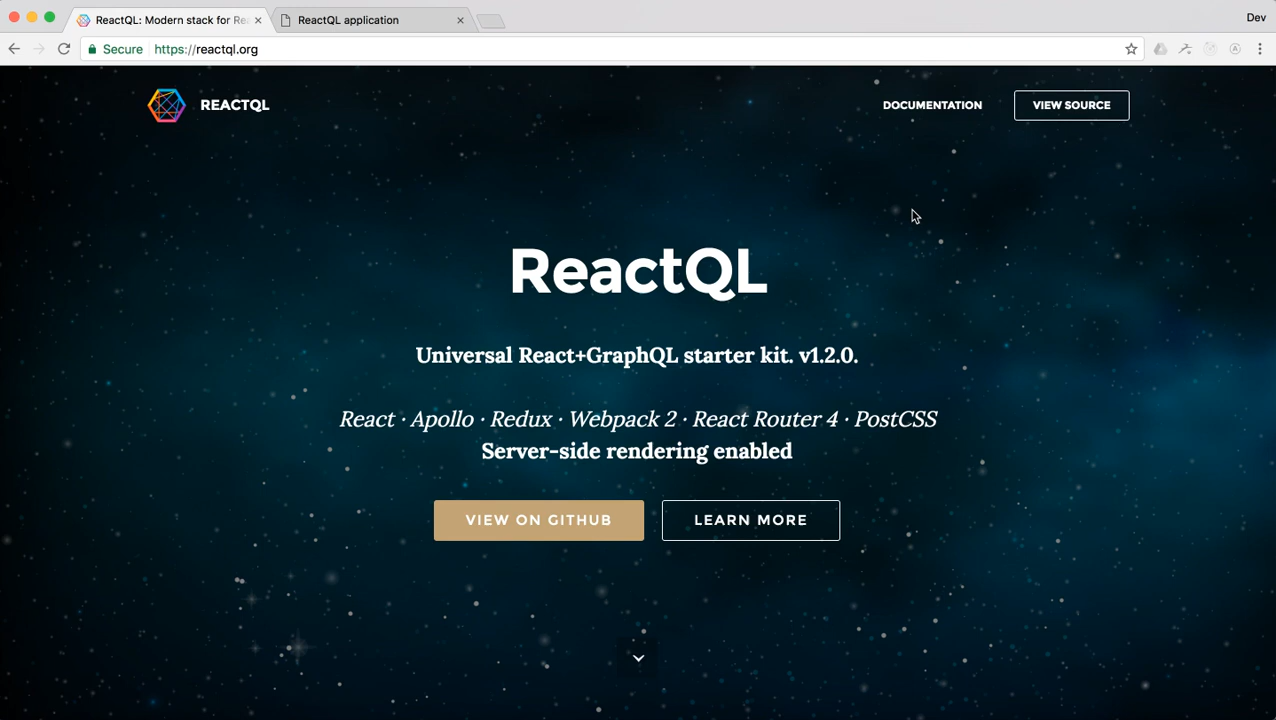 ReactQL: Modern stack for Rea
ReactQL application
Dev
Secure
https://reactql.org
REACTQL
DOCUMENTATION
VIEW SOURCE
ReactQL
Universal React+GraphQL starter kit. v1.2.0.
React · Apollo · Redux · Webpack 2 · React Router 4 · PostCSS
Server-side rendering enabled
VIEW ON GITHUB
LEARN MORE